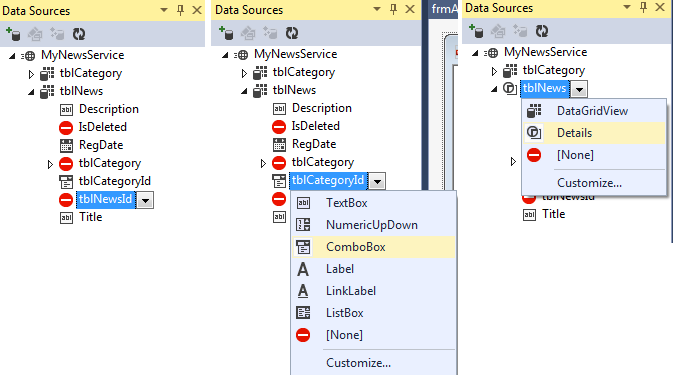 Data Sources
MyNewsService
tblCategory
tblNews
Description
IsDeleted
RegDate
tblCategory
tblCategoryId
tblNewsId
Title
Data Sources
MyNewsService
tblCategory
tblNews
Description
IsDeleted
RegDate
tblCategory
tblCategoryId
TextBox
NumericUpDown
ComboBox
Label
LinkLabel
ListBox
[None]
Customize...
frmA
Data Sources
MyNewsService
tblCategory
tblNews
DataGridView
Details
[None]
Customize...
tblNewsId
Title